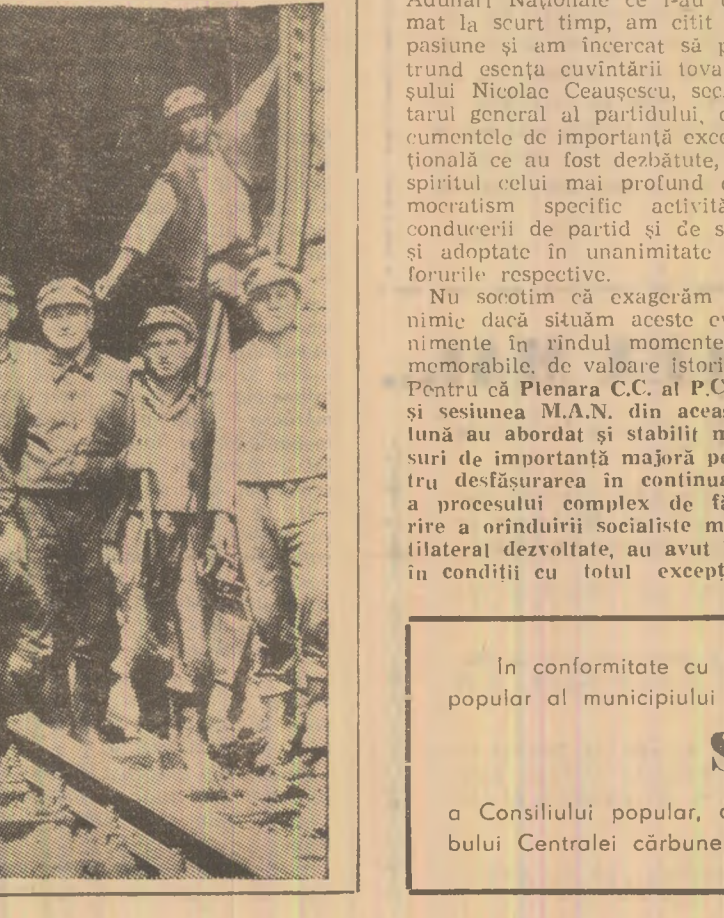 Adunări Naționale ce i-au
mat la scurt timp, am citit
pasiune și am încercat să p
trund esența cuvîntării tova
șului Nicolae Ceaușescu, sec
tarul general al partidului, 
cumentele de importanță exce
țională ce au fost dezbătute,
spiritul celui mai profund
mocratism specific activită
conducerii de partid și de s
și adoptate în unanimitate
forurile respective.
Nu socotim că exagerăm
nimic dacă situăm aceste ev
nimente în rîndul momente
memorabile, de valoare istori
Pentru că Plenara C.C. al P.C
și sesiunea M.A.N. din aceas
lună au abordat și stabilit m
suri de importanță majoră pe
tru desfășurarea în continua
a procesului complex de fă
rire a orînduirii socialiste m
tilateral dezvoltate, au avut
în condiții cu totul excepț
In conformitate cu
popular al municipiului
S
a Consiliului popular,
bului Centralei cărbune